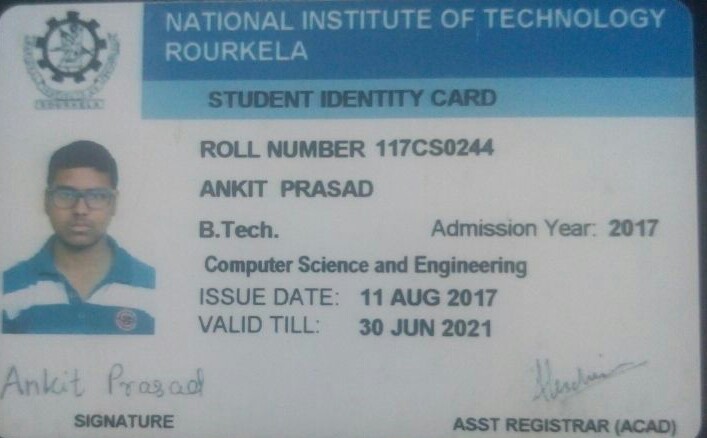 NATIONAL INSTITUTE OF TECHNOLOGY
ROURKELA
ROURKELA
STUDENT IDENTITY CARD
ROLL NUMBER 117CS0244
ANKIT PRASAD
B.Tech. Admission Year: 2017
Computer Science and Engineering
ISSUE DATE: 11 AUG 2017
VALID TILL: 30 JUN 2021
Ankit Prasad
SIGNATURE
ASST REGISTRAR (ACAD)